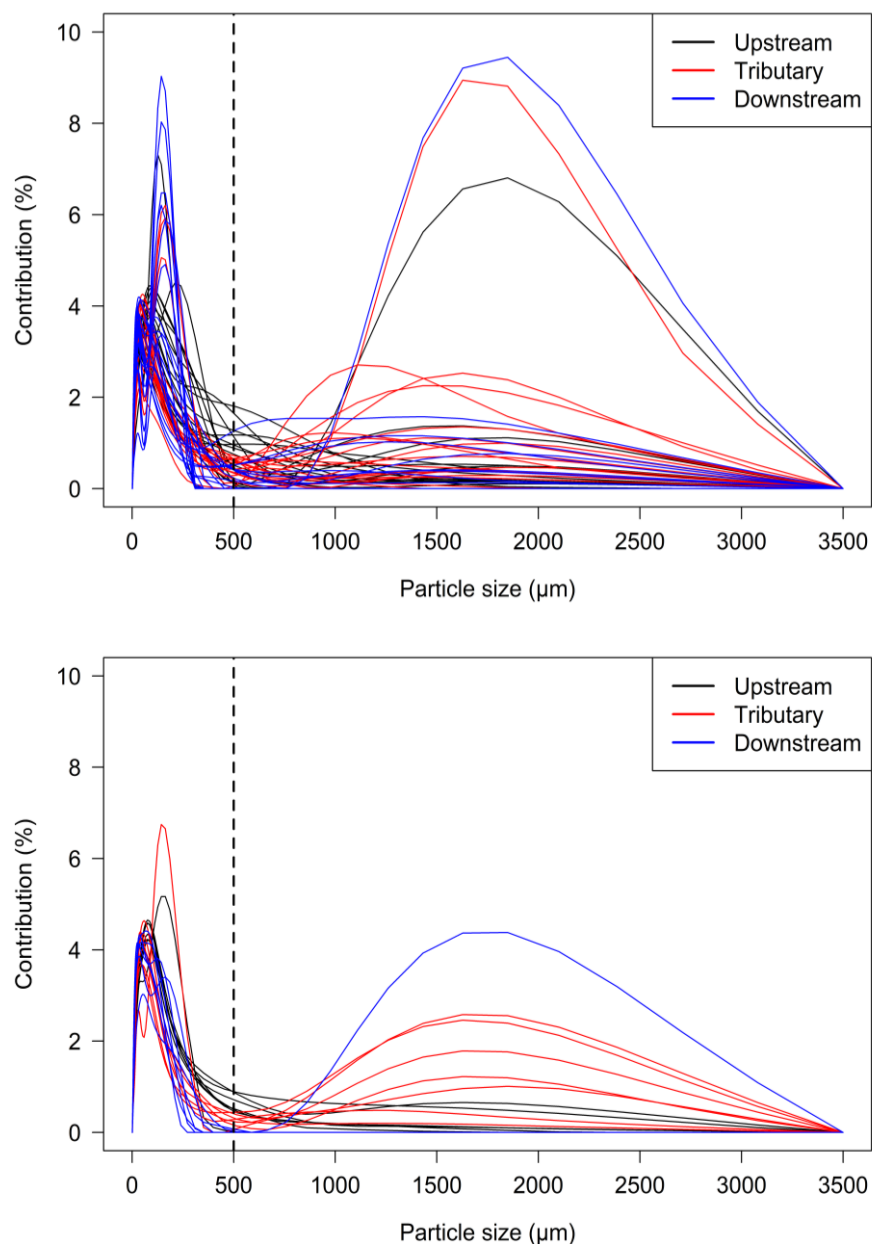 10
8
6
4
2
0
Contribution (%)
Upstream
Tributary
Downstream
0 500 1000 1500 2000 2500 3000 3500
Particle size (µm)
10
8
6
4
2
0
Contribution (%)
Upstream
Tributary
Downstream
0 500 1000 1500 2000 2500 3000 3500
Particle size (µm)